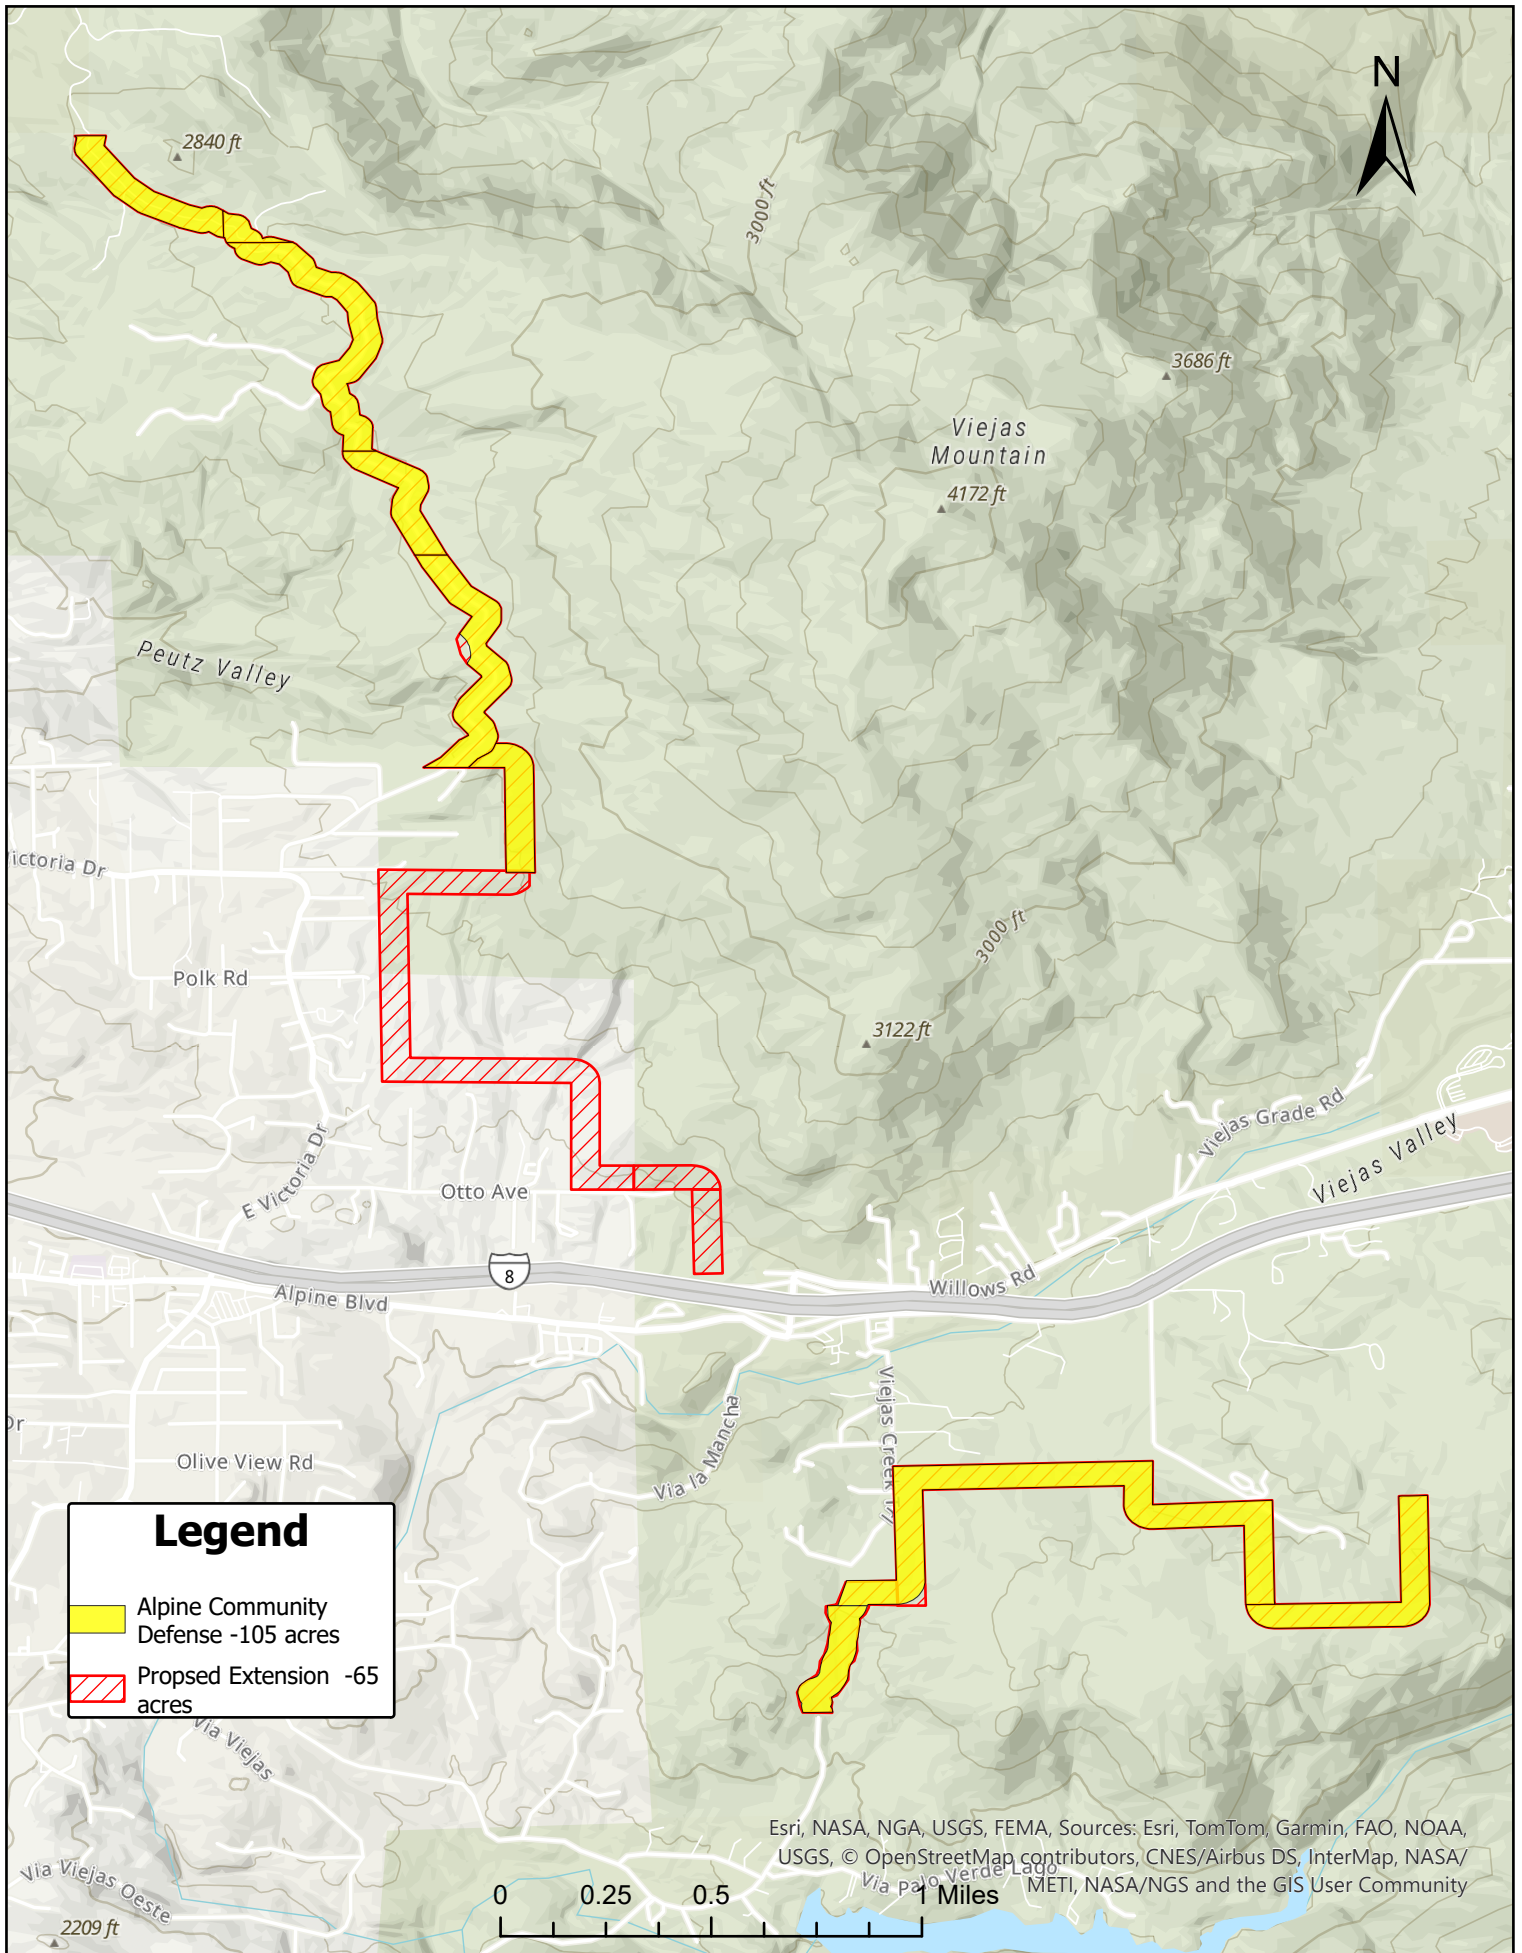 N
2840 ft
3000 ft
3686 ft
Viejas
Mountain
4172 ft
Peutz Valley
ictoria Dr
3000 ft
Polk Rd
3122 ft
Viejas Grade Rd
E Victoria Dr
Otto Ave
Viejas Valley
8
Willows Rd
Alpine Blvd
Viejas Creek Trl
Via la Mancha
Dr
Olive View Rd
Legend
Alpine Community
Defense -105 acres
Propsed Extension -65
acres
Via Viejas
Esri, NASA, NGA, USGS, FEMA, Sources: Esri, TomTom, Garmin, FAO, NOAA,
USGS, © OpenStreetMap contributors, CNES/Airbus DS, InterMap, NASA/
METI, NASA/NGS and the GIS User Community
Via Palo Verde Lago
Via Viejas Oeste
0 0.25 0.5 1 Miles
2209 ft